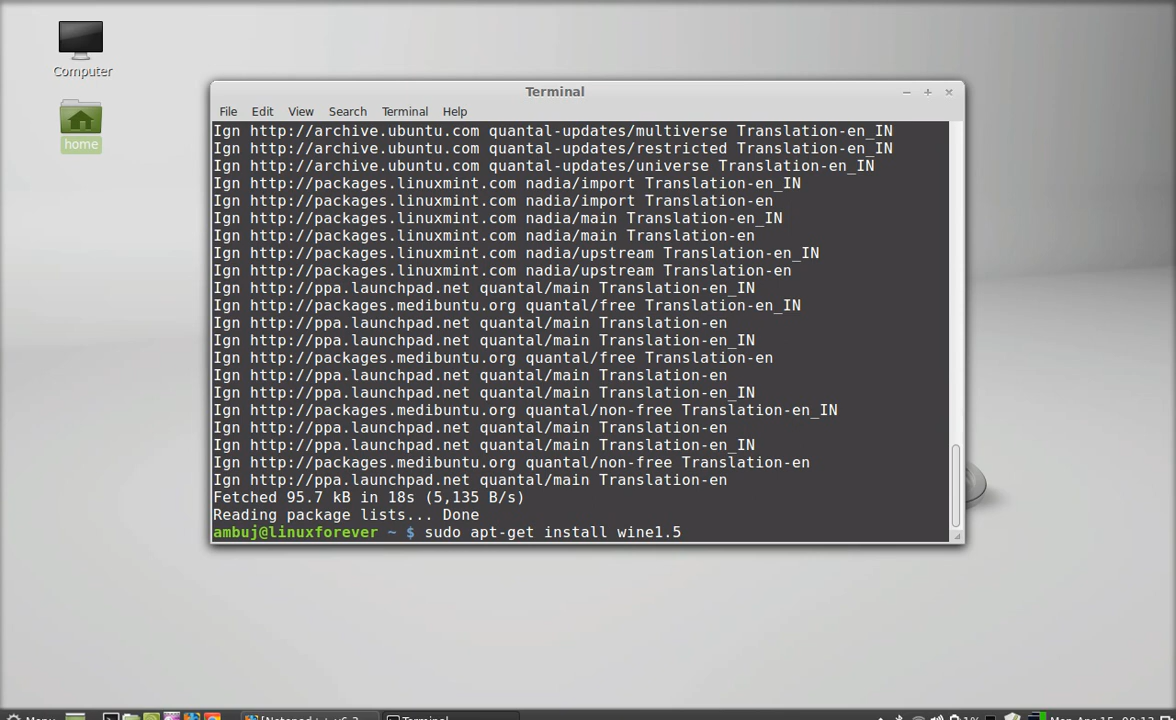 Computer
home
Terminal
File Edit View Search Terminal Help
Ign http://archive.ubuntu.com quantal-updates/multiverse Translation-en_IN
Ign http://archive.ubuntu.com quantal-updates/restricted Translation-en_IN
Ign http://archive.ubuntu.com quantal-updates/universe Translation-en_IN
Ign http://packages.linuxmint.com nadia/import Translation-en_IN
Ign http://packages.linuxmint.com nadia/import Translation-en
Ign http://packages.linuxmint.com nadia/main Translation-en_IN
Ign http://packages.linuxmint.com nadia/main Translation-en
Ign http://packages.linuxmint.com nadia/upstream Translation-en_IN
Ign http://packages.linuxmint.com nadia/upstream Translation-en
Ign http://ppa.launchpad.net quantal/main Translation-en_IN
Ign http://packages.medibuntu.org quantal/free Translation-en_IN
Ign http://ppa.launchpad.net quantal/main Translation-en
Ign http://ppa.launchpad.net quantal/main Translation-en_IN
Ign http://packages.medibuntu.org quantal/free Translation-en
Ign http://ppa.launchpad.net quantal/main Translation-en
Ign http://ppa.launchpad.net quantal/main Translation-en_IN
Ign http://packages.medibuntu.org quantal/non-free Translation-en_IN
Ign http://ppa.launchpad.net quantal/main Translation-en
Ign http://ppa.launchpad.net quantal/main Translation-en_IN
Ign http://packages.medibuntu.org quantal/non-free Translation-en
Ign http://ppa.launchpad.net quantal/main Translation-en
Fetched 95.7 kB in 18s (5,135 B/s)
Reading package lists... Done
ambuj@linuxforever ~ $ sudo apt-get install wine1.5
Menu Terminal Mon Apr 15,